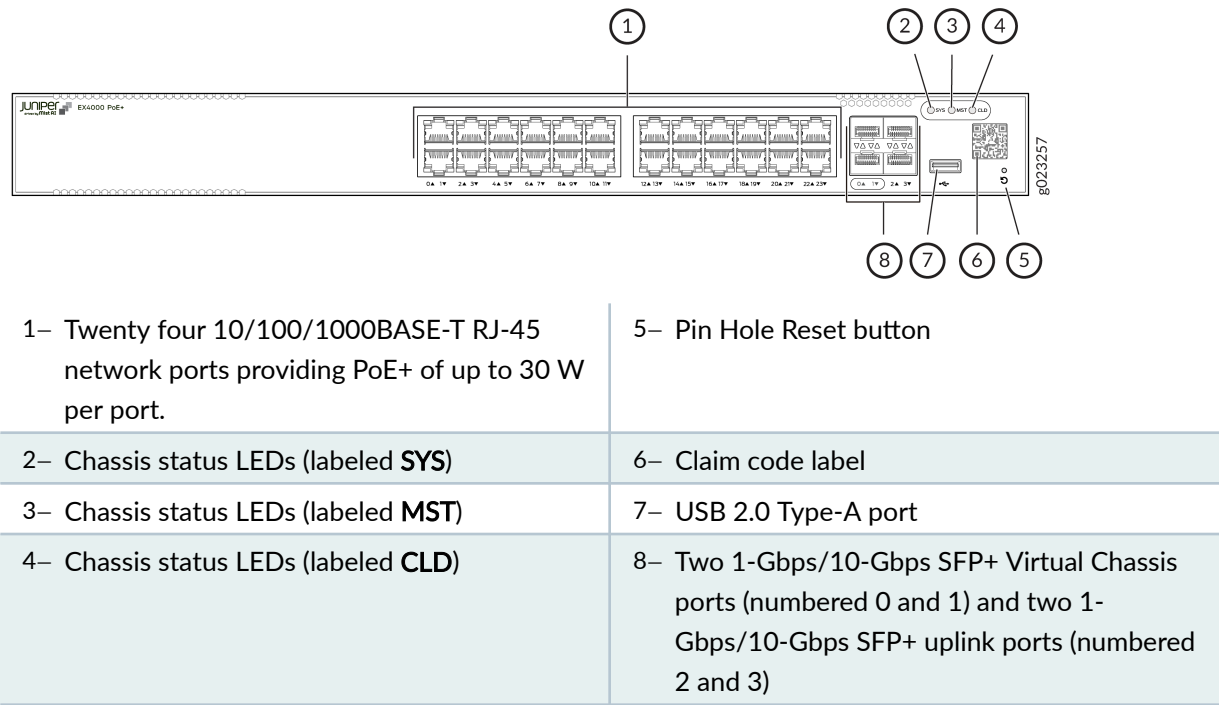 1
2
3
4
JUNIPEr
Mist AI
EX4000 PoE+
SYS MST CLD
0▲ 1▼ 2▲ 3▼ 4▲ 5▼ 6▲ 7▼ 8▲ 9▼ 10▲ 11▼ 12▲ 13▼ 14▲ 15▼ 16▲ 17▼ 18▲ 19▼ 20▲ 21▼ 22▲ 23▼
0▲ 1▼ 2▲ 3▼
g023257
8
7
6
5
1– Twenty four 10/100/1000BASE-T RJ-45
network ports providing PoE+ of up to 30 W
per port.
5– Pin Hole Reset button
2– Chassis status LEDs (labeled SYS)
6– Claim code label
3– Chassis status LEDs (labeled MST)
7– USB 2.0 Type-A port
4– Chassis status LEDs (labeled CLD)
8– Two 1-Gbps/10-Gbps SFP+ Virtual Chassis
ports (numbered 0 and 1) and two 1-
Gbps/10-Gbps SFP+ uplink ports (numbered
2 and 3)